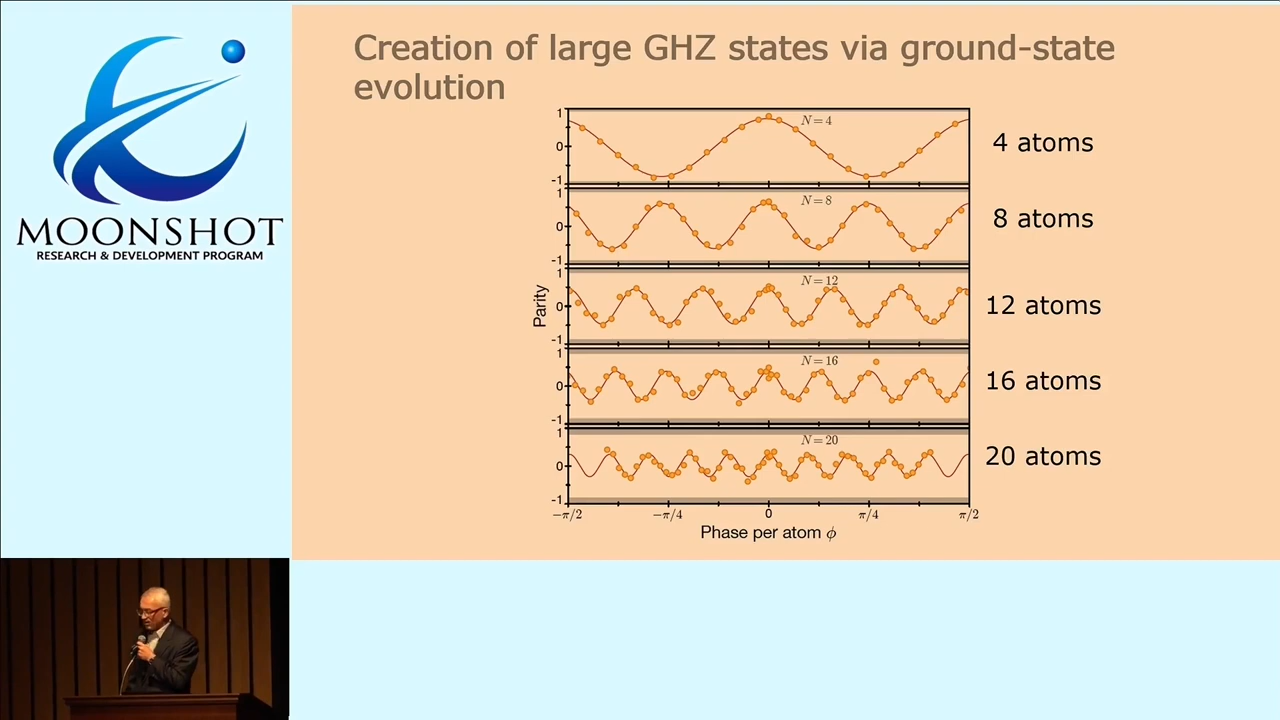 MOONSHOT
RESEARCH & DEVELOPMENT PROGRAM
Creation of large GHZ states via ground-state
evolution
1
0
-1
N = 4
4 atoms
1
0
-1
N = 8
8 atoms
1
0
-1
N = 12
12 atoms
1
0
-1
N = 16
16 atoms
1
0
-1
N = 20
20 atoms
Parity
−π/2
−π/4
0
π/4
π/2
Phase per atom ϕ